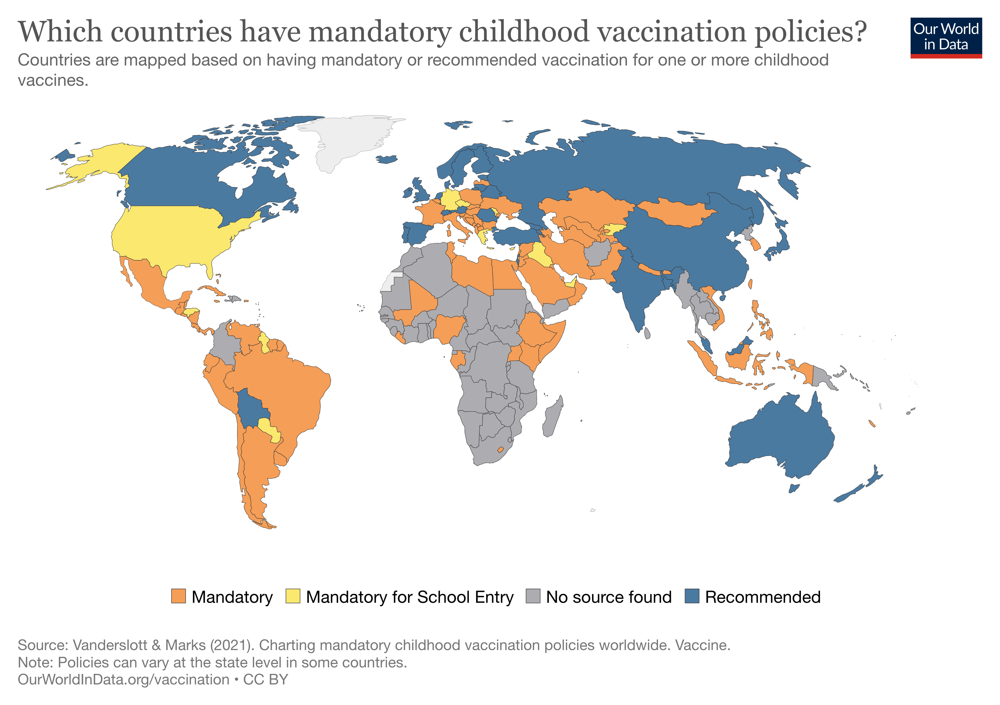 Which countries have mandatory childhood vaccination policies?
Our World
in Data
Countries are mapped based on having mandatory or recommended vaccination for one or more childhood
vaccines.
Mandatory
Mandatory for School Entry
No source found
Recommended
Source: Vanderslott & Marks (2021). Charting mandatory childhood vaccination policies worldwide. Vaccine.
Note: Policies can vary at the state level in some countries.
OurWorldInData.org/vaccination • CC BY